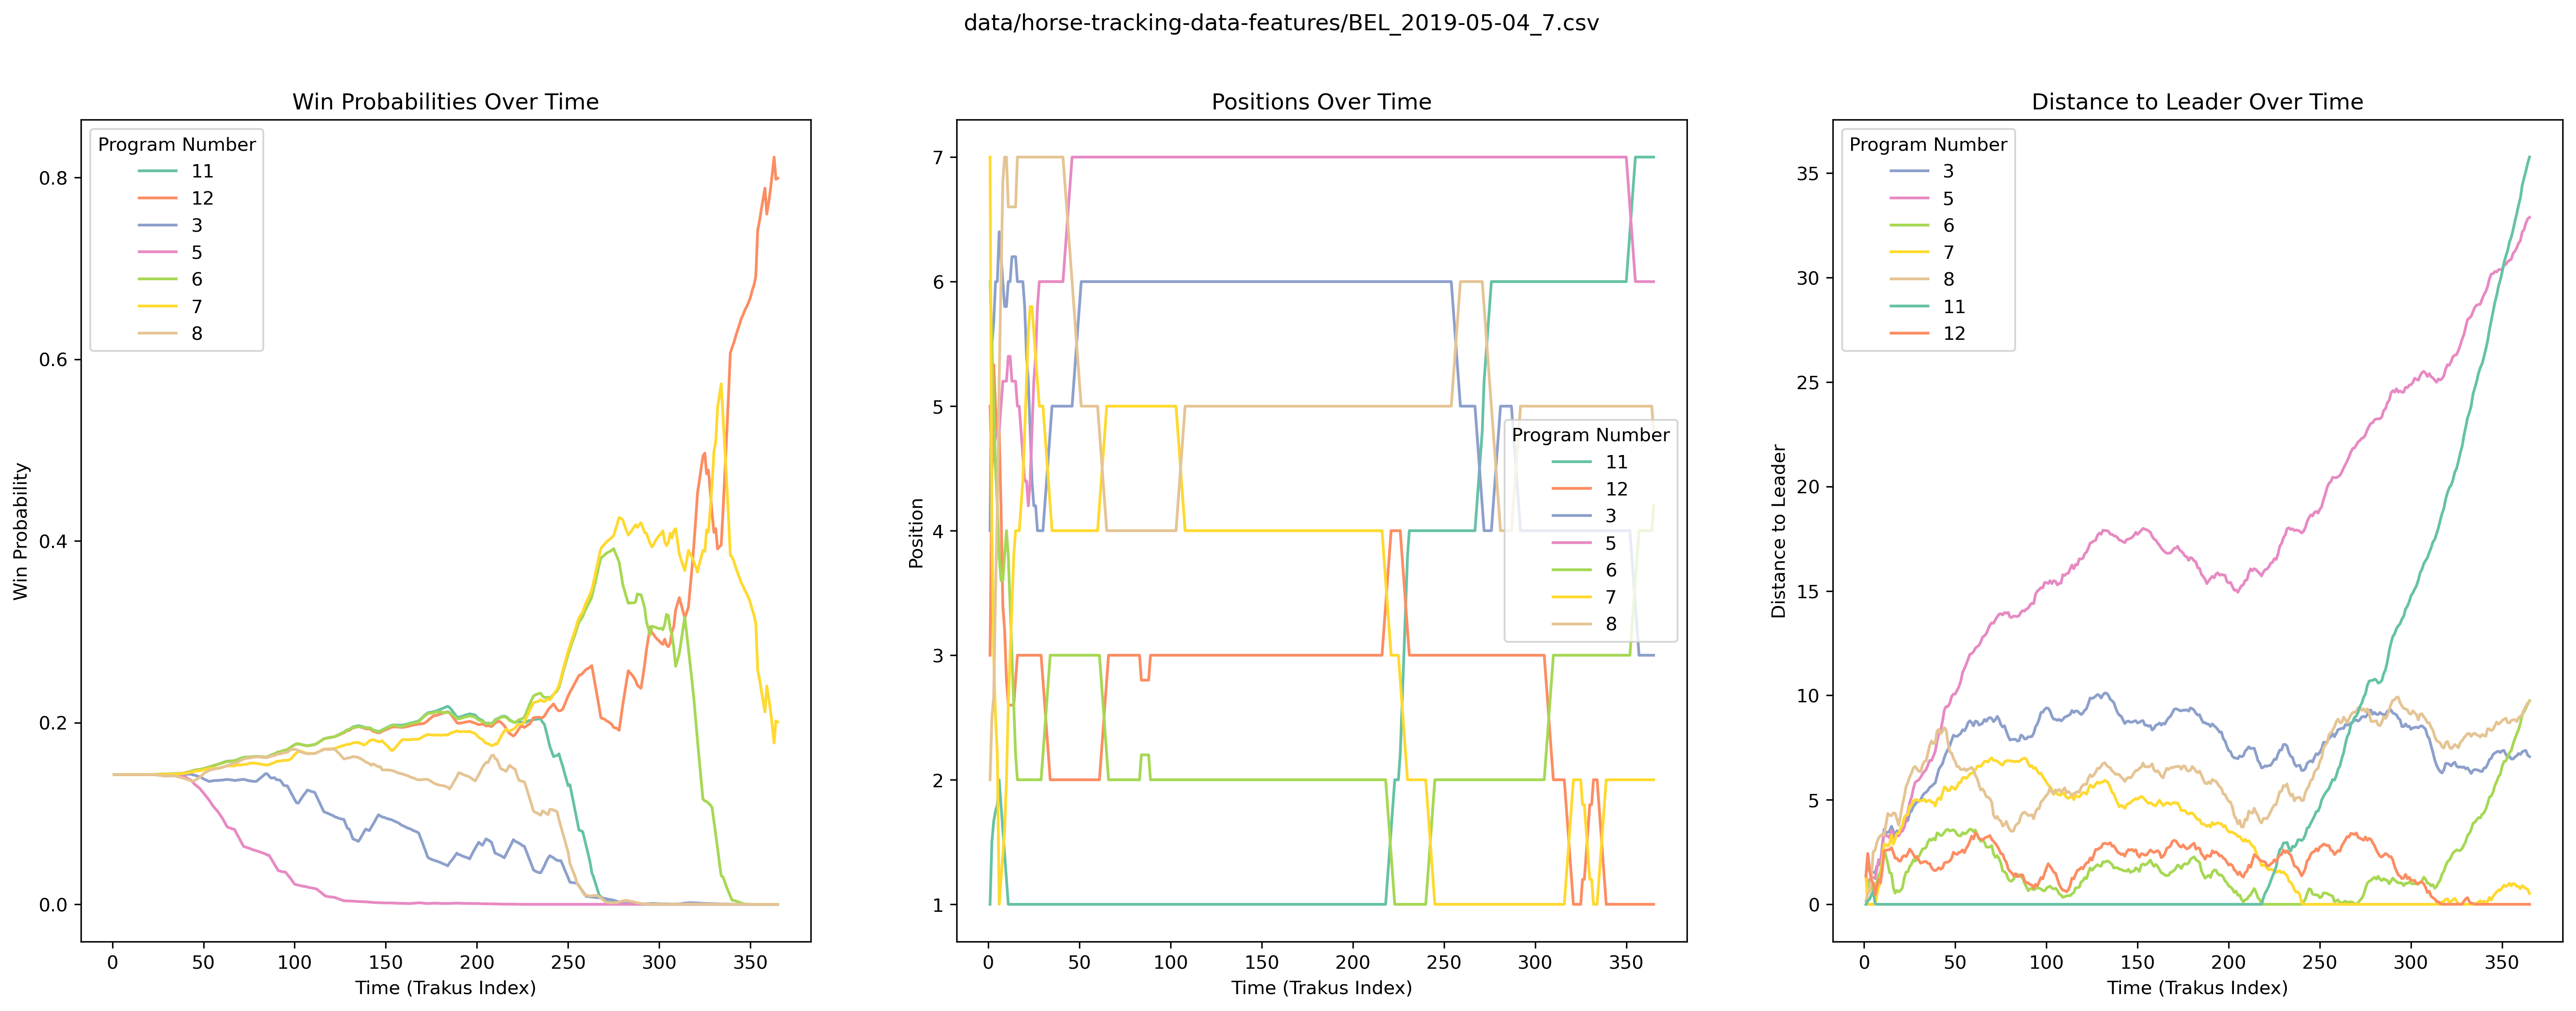 data/horse-tracking-data-features/BEL_2019-05-04_7.csv
Win Probabilities Over Time
Program Number
11
12
3
5
6
7
8
0.8
0.6
0.4
0.2
0.0
Win Probability
0 50 100 150 200 250 300 350
Time (Trakus Index)
Positions Over Time
7
6
5
4
3
2
1
Position
Program Number
11
12
3
5
6
7
8
0 50 100 150 200 250 300 350
Time (Trakus Index)
Distance to Leader Over Time
Program Number
3
5
6
7
8
11
12
35
30
25
20
15
10
5
0
Distance to Leader
0 50 100 150 200 250 300 350
Time (Trakus Index)